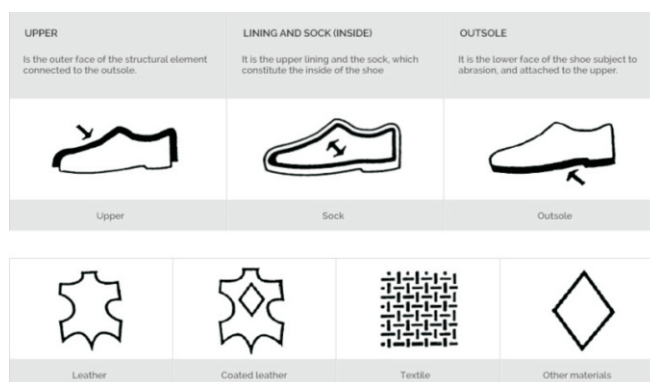 UPPER
Is the outer face of the structural element
connected to the outsole.
LINING AND SOCK (INSIDE)
It is the upper lining and the sock, which
constitute the inside of the shoe
OUTSOLE
It is the lower face of the shoe subject to
abrasion, and attached to the upper.
Upper
Sock
Outsole
Leather
Coated leather
Textile
Other materials